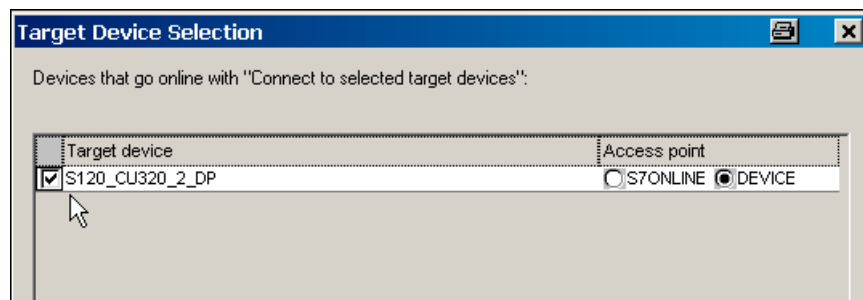 Target Device Selection
Devices that go online with "Connect to selected target devices":
Target device Access point
S120_CU320_2_DP S7ONLINE DEVICE